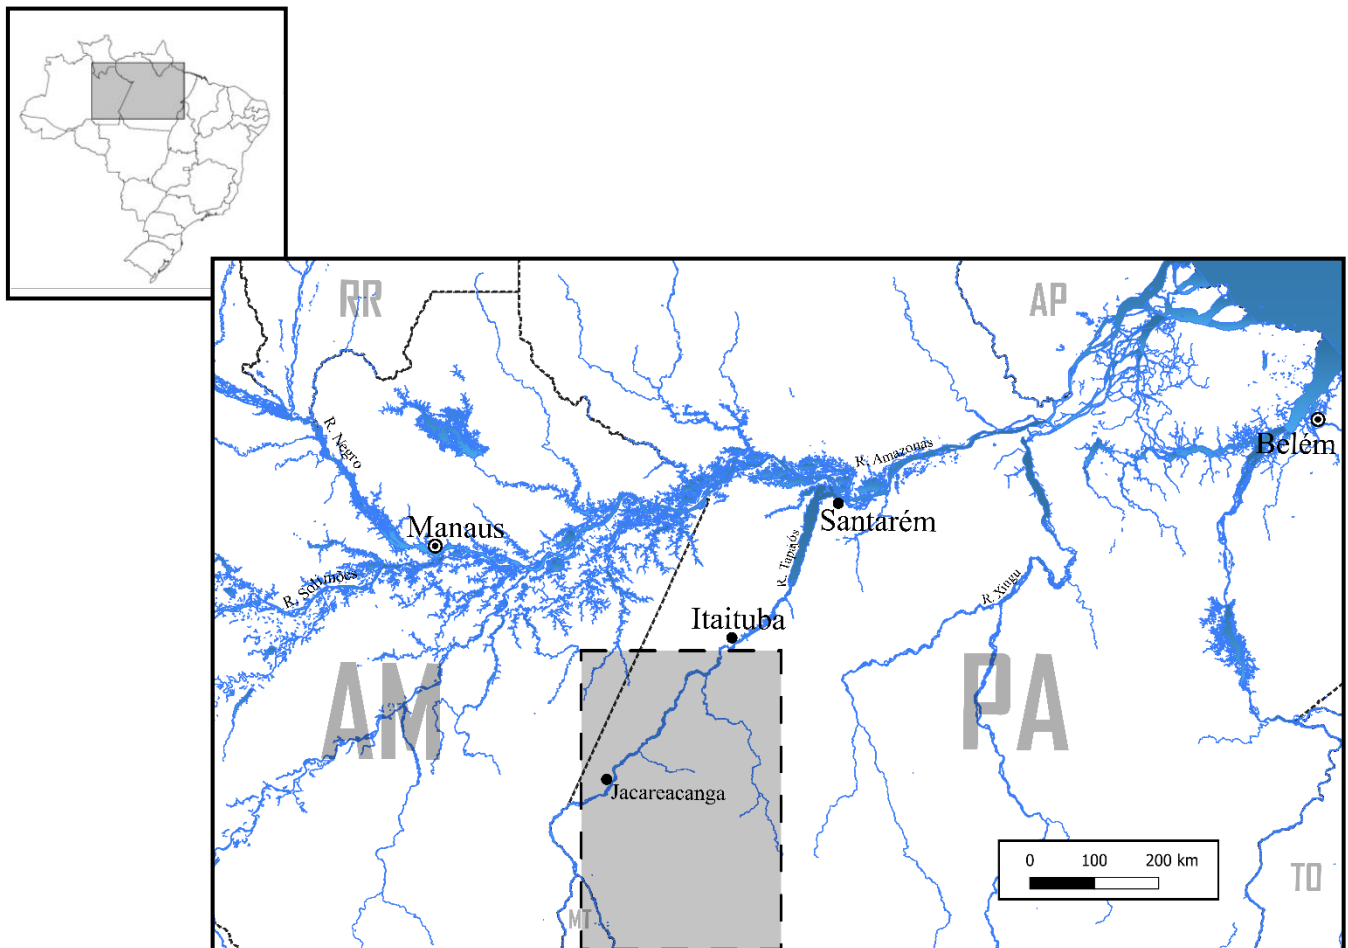 RR
AP
R. Negro
R. Amazonas
Belém
Manaus
Santarém
R. Tapajós
R. Solimões
R. Xingu
Itaituba
AM
PA
Jacareacanga
0 100 200 km
TO
MT